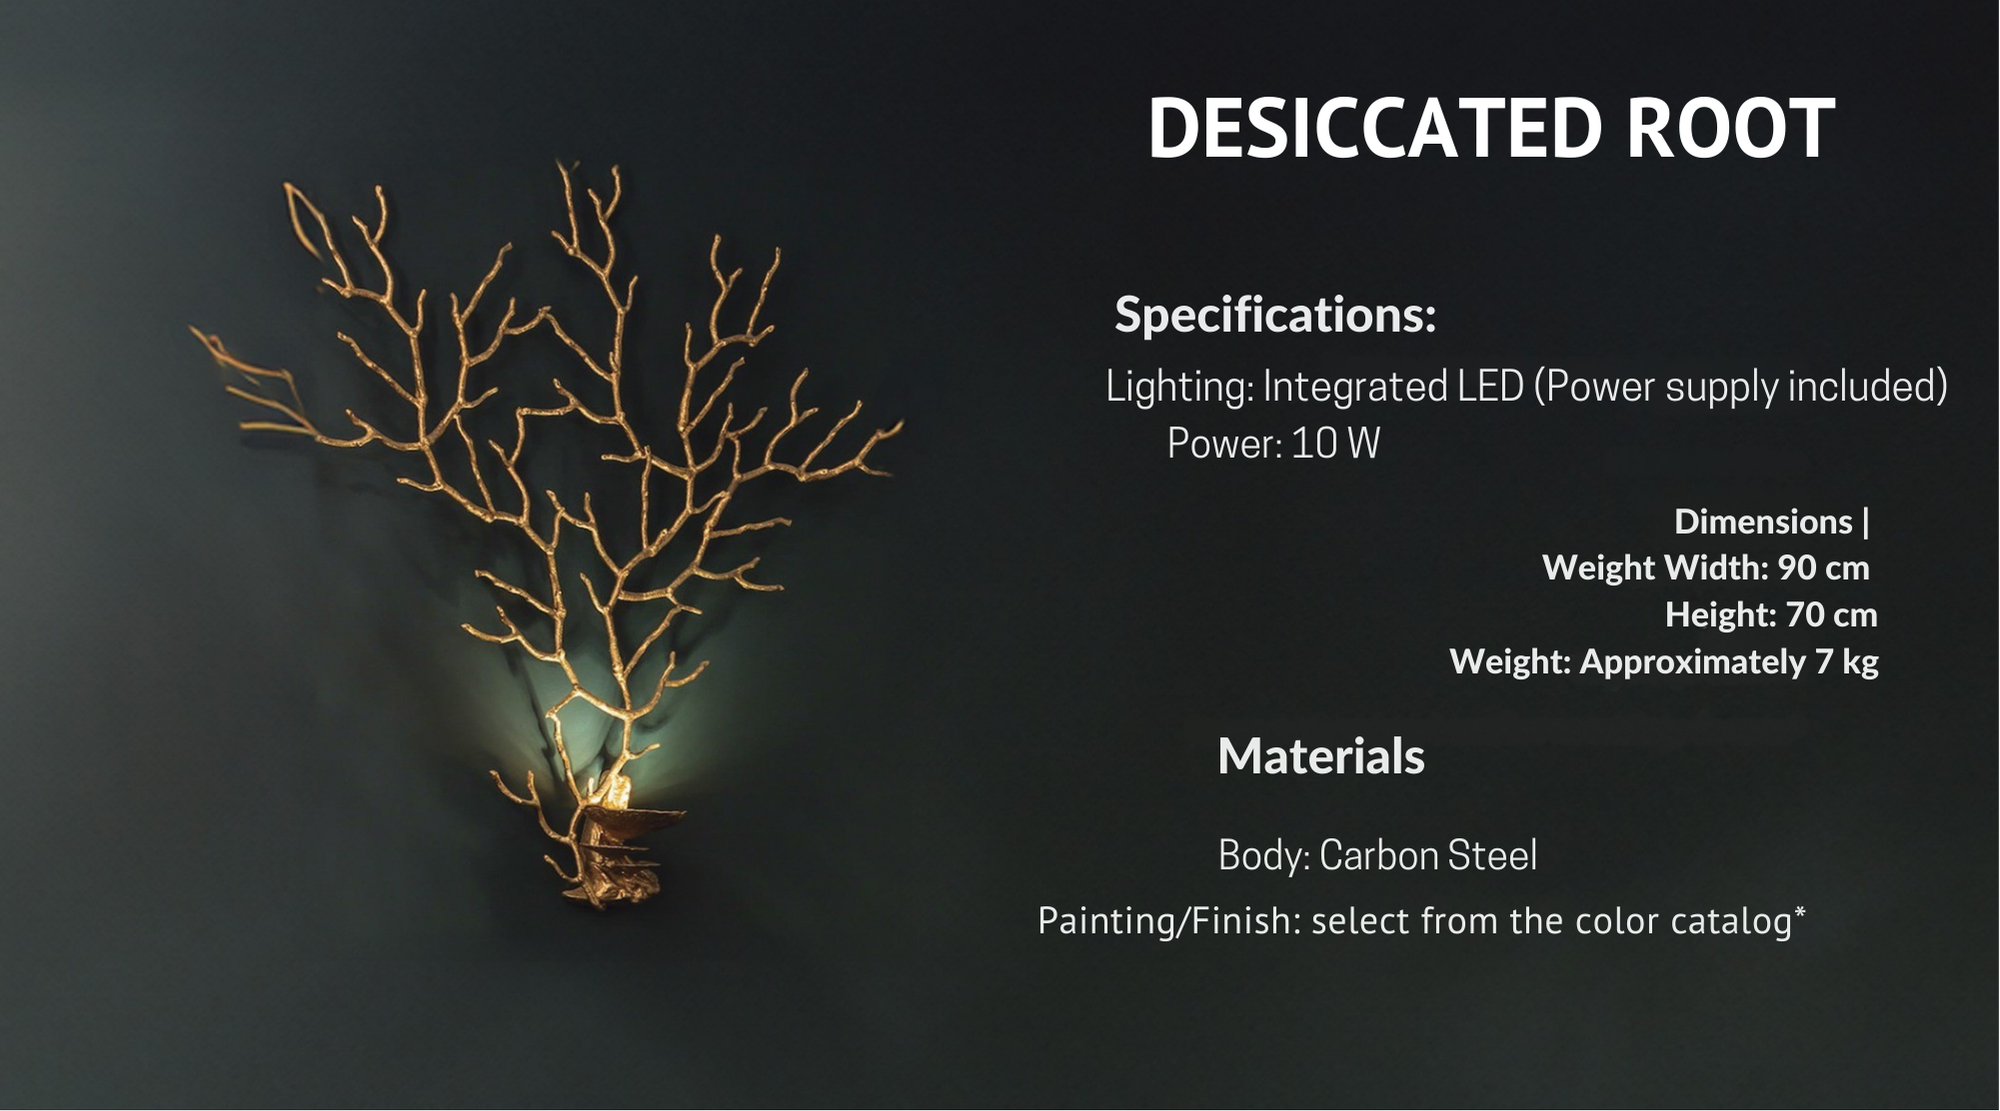 DESICCATED ROOT
Specifications:
Lighting: Integrated LED (Power supply included)
Power: 10 W
Dimensions |
Weight Width: 90 cm
Height: 70 cm
Weight: Approximately 7 kg
Materials
Body: Carbon Steel
Painting/Finish: select from the color catalog*